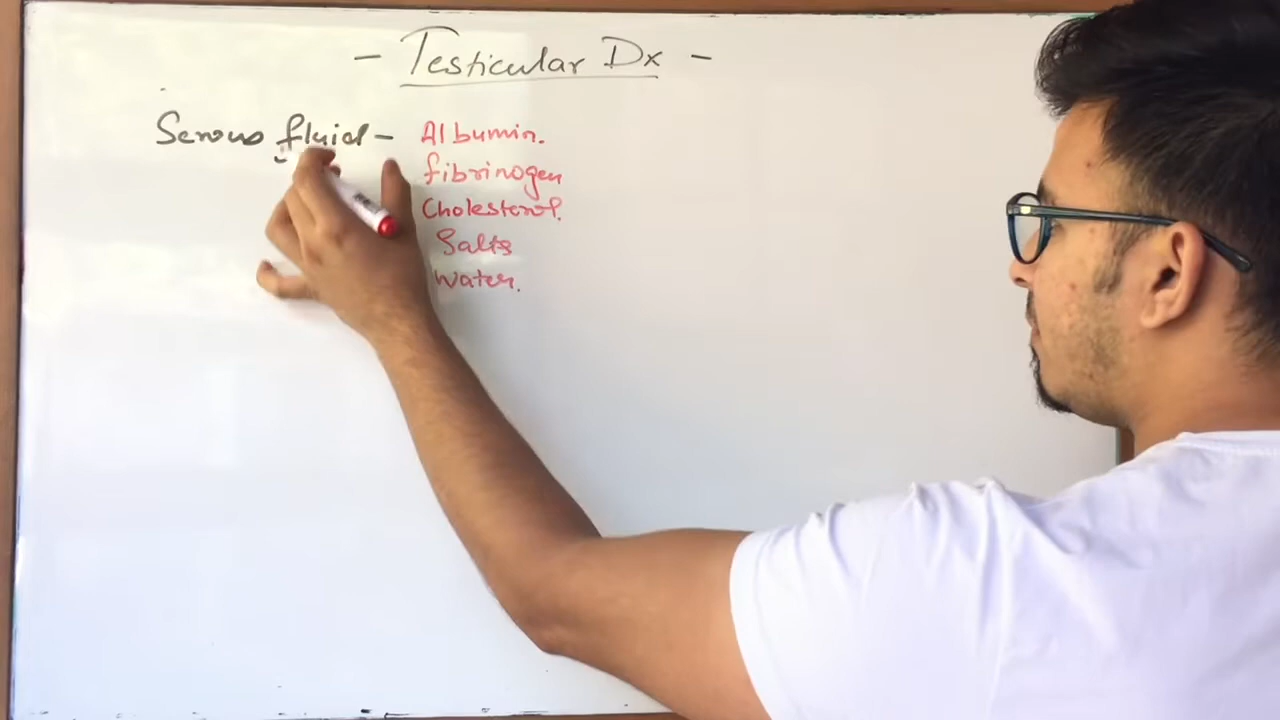 - Testicular Dx -
Serous fluid - Albumin.
fibrinogen
Cholesterol.
Salts
Water.